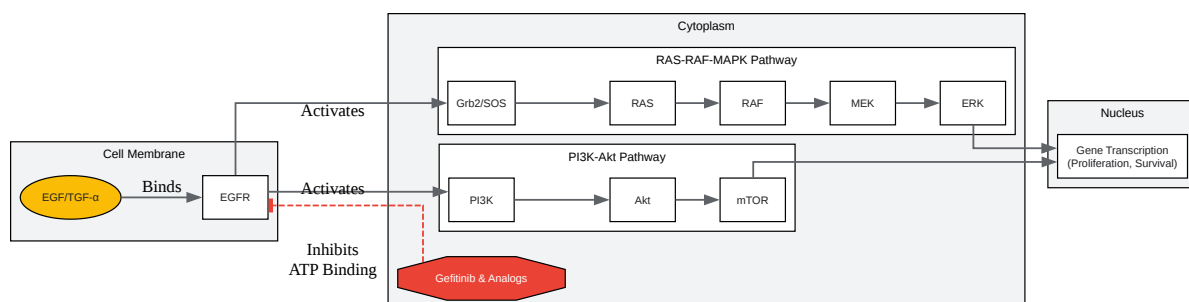 Cytoplasm
RAS-RAF-MAPK Pathway
Grb2/SOS
RAS
RAF
MEK
ERK
Activates
Nucleus
Gene Transcription
(Proliferation, Survival)
Cell Membrane
EGF/TGF-α
Binds
EGFR
Activates
PI3K-Akt Pathway
PI3K
Akt
mTOR
Inhibits
ATP Binding
Gefitinib & Analogs